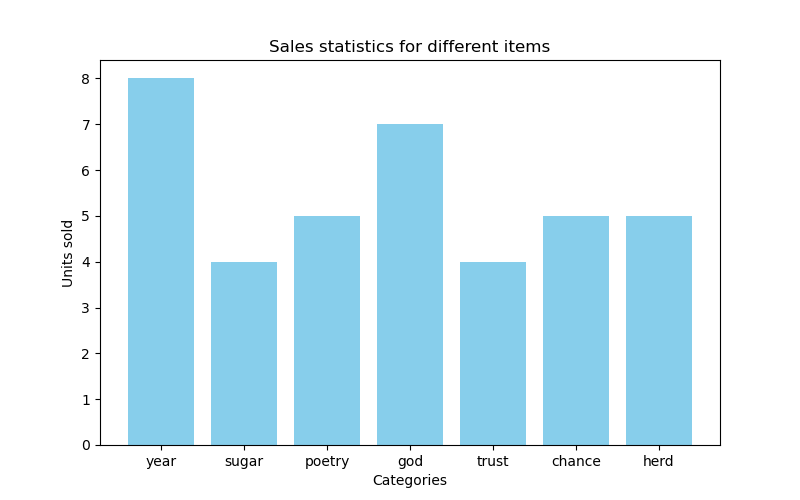 Sales statistics for different items
Units sold
8
7
6
5
4
3
2
1
0
year sugar poetry god trust chance herd
Categories